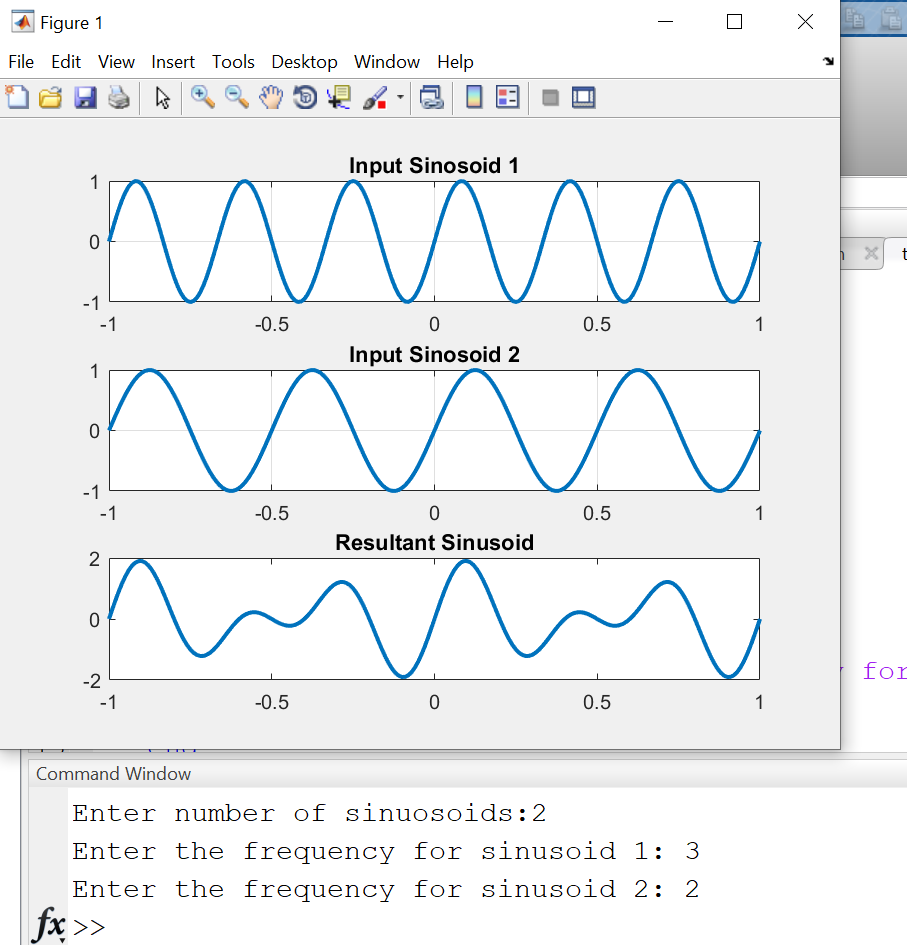 Figure 1
File Edit View Insert Tools Desktop Window Help
Input Sinosoid 1
1
0
-1
-1 -0.5 0 0.5 1
Input Sinosoid 2
1
0
-1
-1 -0.5 0 0.5 1
Resultant Sinusoid
2
0
-2
-1 -0.5 0 0.5 1
for
Command Window
Enter number of sinuosoids:2
Enter the frequency for sinusoid 1: 3
Enter the frequency for sinusoid 2: 2
fx >>